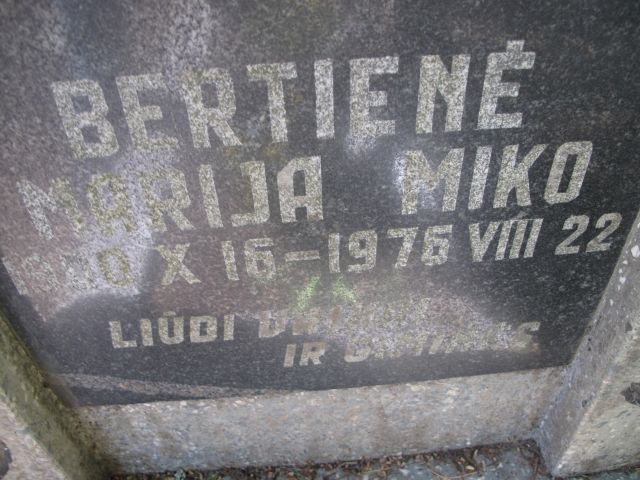 BERTIENĖ
MARIJA MIKO
X 16-1976 VIII 22
LIŪDI
IR